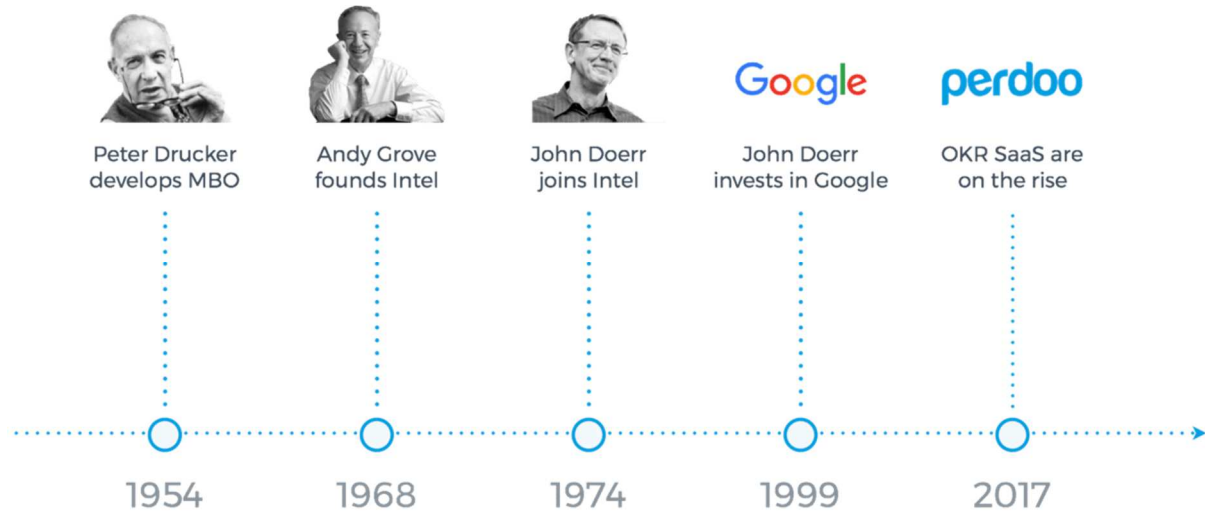 Google
perdoo
Peter Drucker
develops MBO
Andy Grove
founds Intel
John Doerr
joins Intel
John Doerr
invests in Google
OKR SaaS are
on the rise
1954
1968
1974
1999
2017